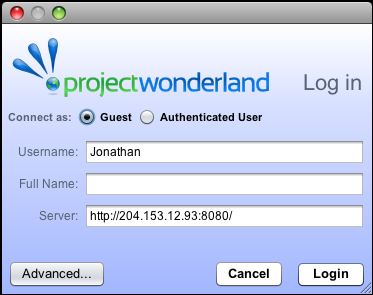 projectwonderland
Log in
Connect as: Guest Authenticated User
Username: Jonathan
Full Name:
Server: http://204.153.12.93:8080/
Advanced... Cancel Login